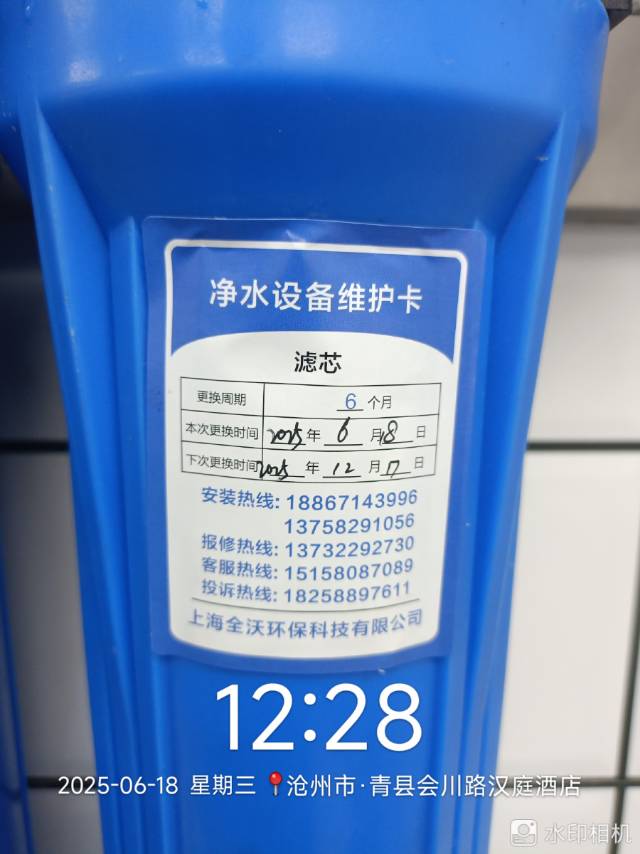 净水设备维护卡
滤芯
更换周期 6 个月
本次更换时间 2025 年 6 月 18 日
下次更换时间 2025 年 12 月 17 日
安装热线: 18867143996
13758291056
报修热线: 13732292730
客服热线: 15158087089
投诉热线: 18258897611
上海全沃环保科技有限公司
12:28
2025-06-18 星期三 沧州市·青县会川路汉庭酒店
水印相机